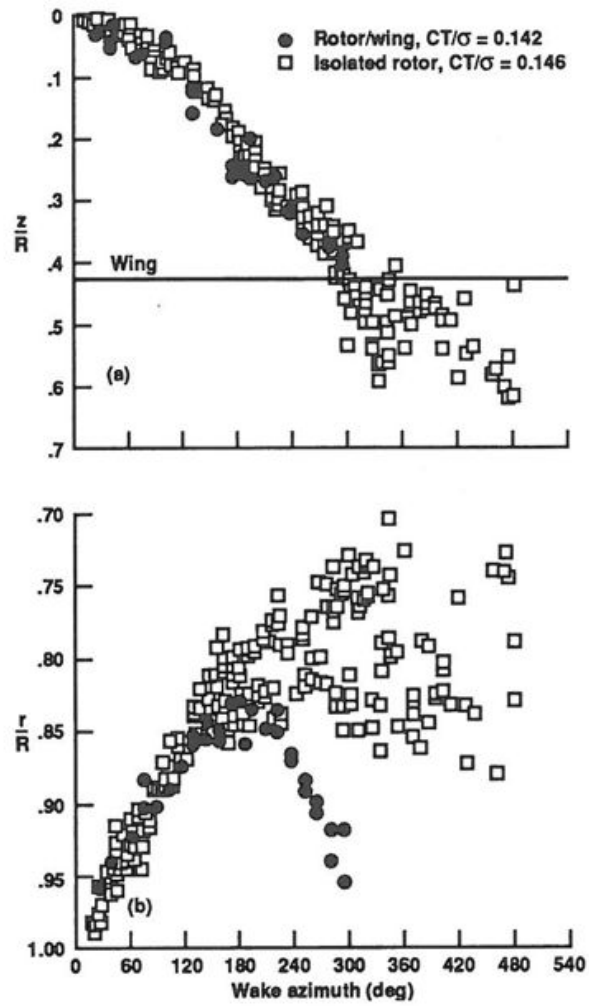 0
.1
.2
.3
.4
.5
.6
.7
z
R
Rotor/wing, CT/σ = 0.142
Isolated rotor, CT/σ = 0.146
Wing
(a)
.70
.75
.80
.85
.90
.95
1.00
r
R
(b)
0 60 120 180 240 300 360 420 480 540
Wake azimuth (deg)